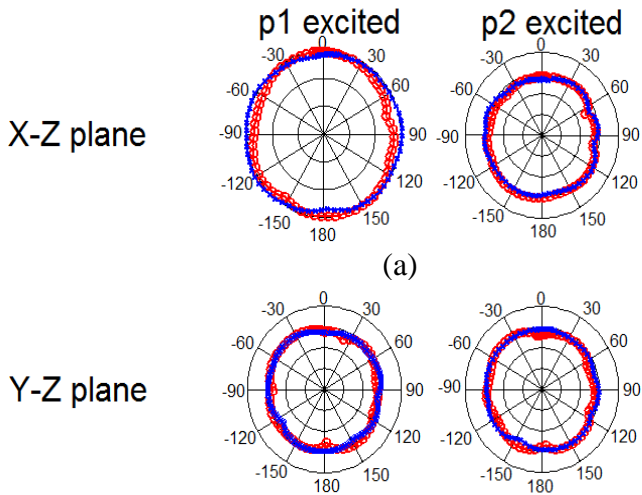 p1 excited p2 excited
0 0
-30 30 -30 30
-60 60 -60 60
X-Z plane -90 90 -90 90
-120 120 -120 120
-150 150 -150 150
180 180
(a)
0 0
-30 30 -30 30
-60 60 -60 60
Y-Z plane -90 90 -90 90
-120 120 -120 120
-150 150 -150 150
180 180